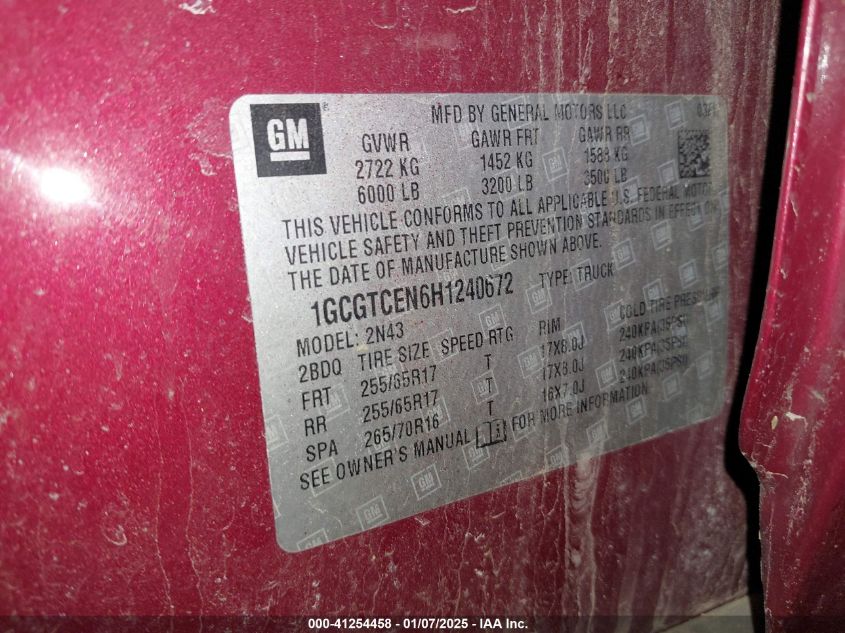 GM
MFD BY GENERAL MOTORS LLC
GVWR GAWR FRT GAWR RR
2722 KG 1452 KG 1588 KG
6000 LB 3200 LB 3500 LB
THIS VEHICLE CONFORMS TO ALL APPLICABLE U.S. FEDERAL MOTOR
VEHICLE SAFETY AND THEFT PREVENTION STANDARDS IN EFFECT ON
THE DATE OF MANUFACTURE SHOWN ABOVE.
1GCGTCEN6H1240672 TYPE: TRUCK
MODEL: 2N43
2BDQ TIRE SIZE SPEED RTG RIM COLD TIRE PRESSURE
FRT 255/65R17 T 17X8.0J 240KPA(35PSI)
RR 255/65R17 T 17X8.0J 240KPA(35PSI)
SPA 265/70R16 T 16X7.0J 240KPA(35PSI)
SEE OWNER'S MANUAL FOR MORE INFORMATION
000-41254458 - 01/07/2025 - IAA Inc.